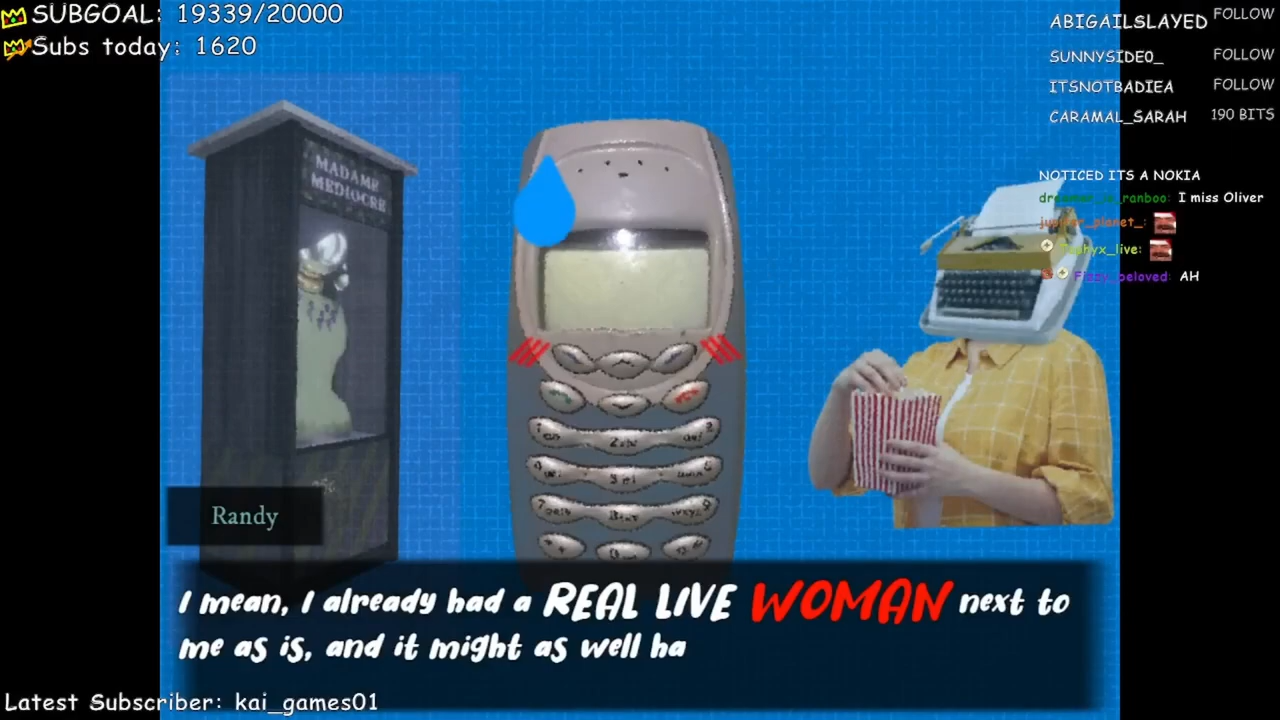 SUBGOAL: 19339/20000
Subs today: 1620
ABIGAILSLAYED FOLLOW
SUNNYSIDE0_ FOLLOW
ITSNOTBADIEA FOLLOW
CARAMAL_SARAH 190 BITS
NOTICED ITS A NOKIA
I miss Oliver
jupiter_planet_:
Fizzy_beloved: AH
MADAME
MEDIOCRE
Randy
I mean, I already had a REAL LIVE WOMAN next to
me as is, and it might as well ha
Latest Subscriber: kai_games01